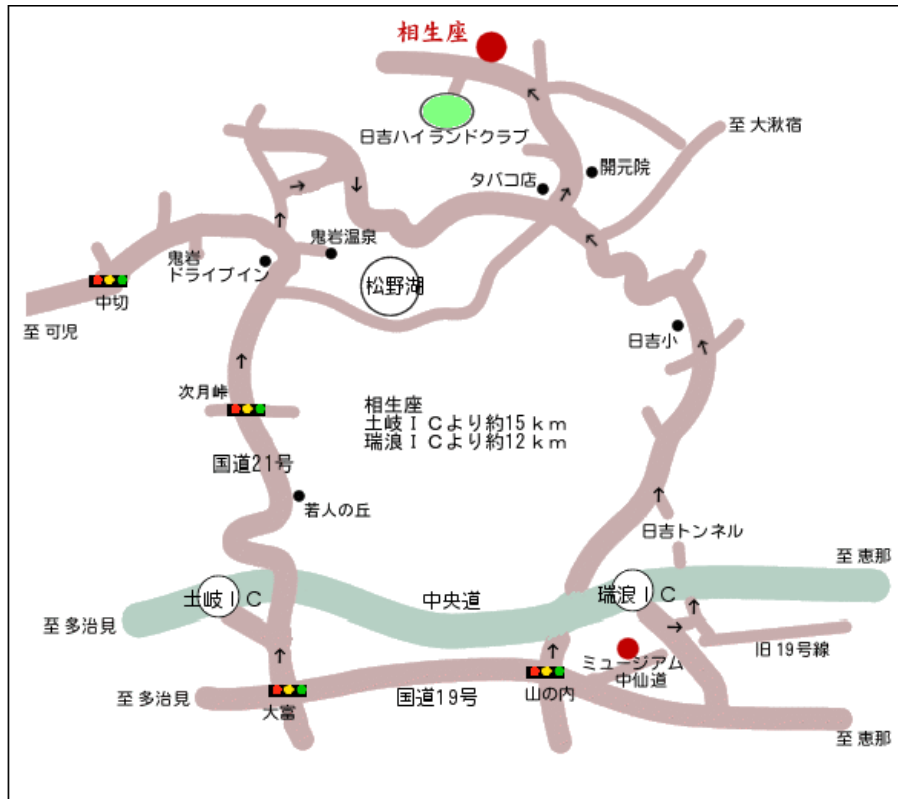 相生座
日吉ハイランドクラブ
至 大湫宿
開元院
タバコ店
鬼岩温泉
鬼岩
ドライブイン
松野湖
中切
至 可児
日吉小
次月峠
相生座
土岐ＩＣより約15ｋｍ
瑞浪ＩＣより約12ｋｍ
国道21号
若人の丘
日吉トンネル
至 恵那
土岐ＩＣ
中央道
瑞浪ＩＣ
至 多治見
旧 19号線
ミュージアム
中仙道
至 多治見
大富
国道19号
山の内
至 恵那